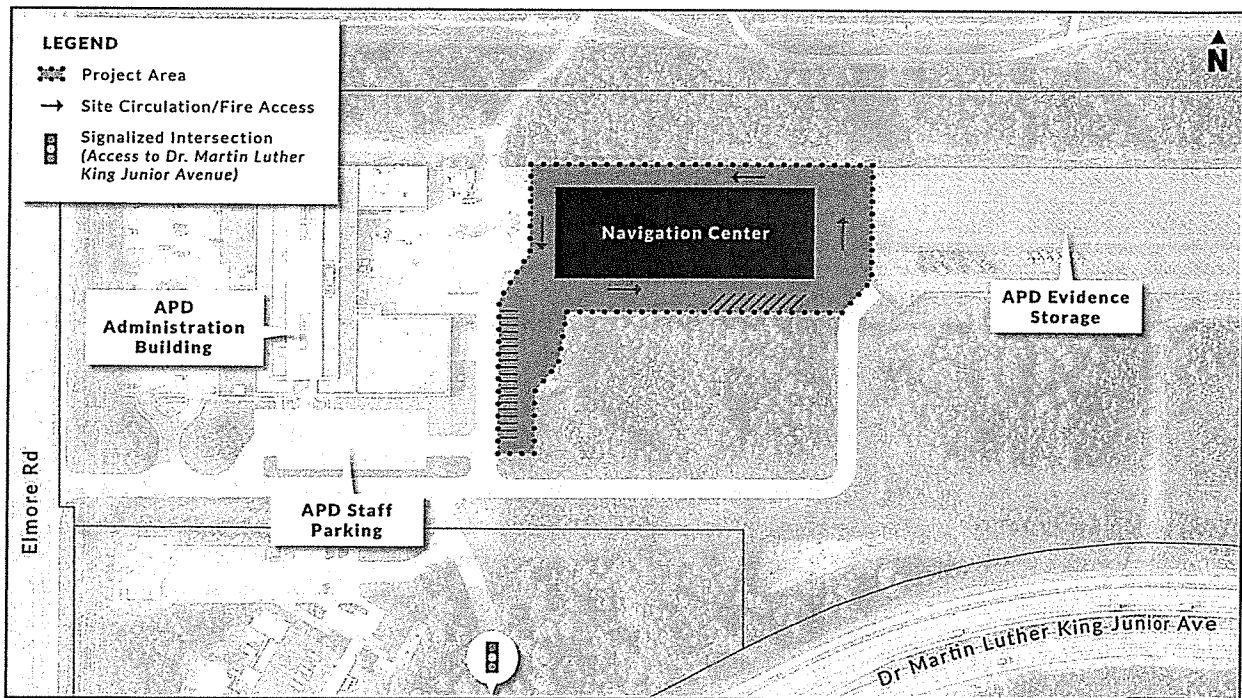 LEGEND
Project Area
Site Circulation/Fire Access
Signalized Intersection
(Access to Dr. Martin Luther
King Junior Avenue)
N
Navigation Center
APD
Administration
Building
APD Evidence
Storage
APD Staff
Parking
Elmore Rd
Dr Martin Luther King Junior Ave